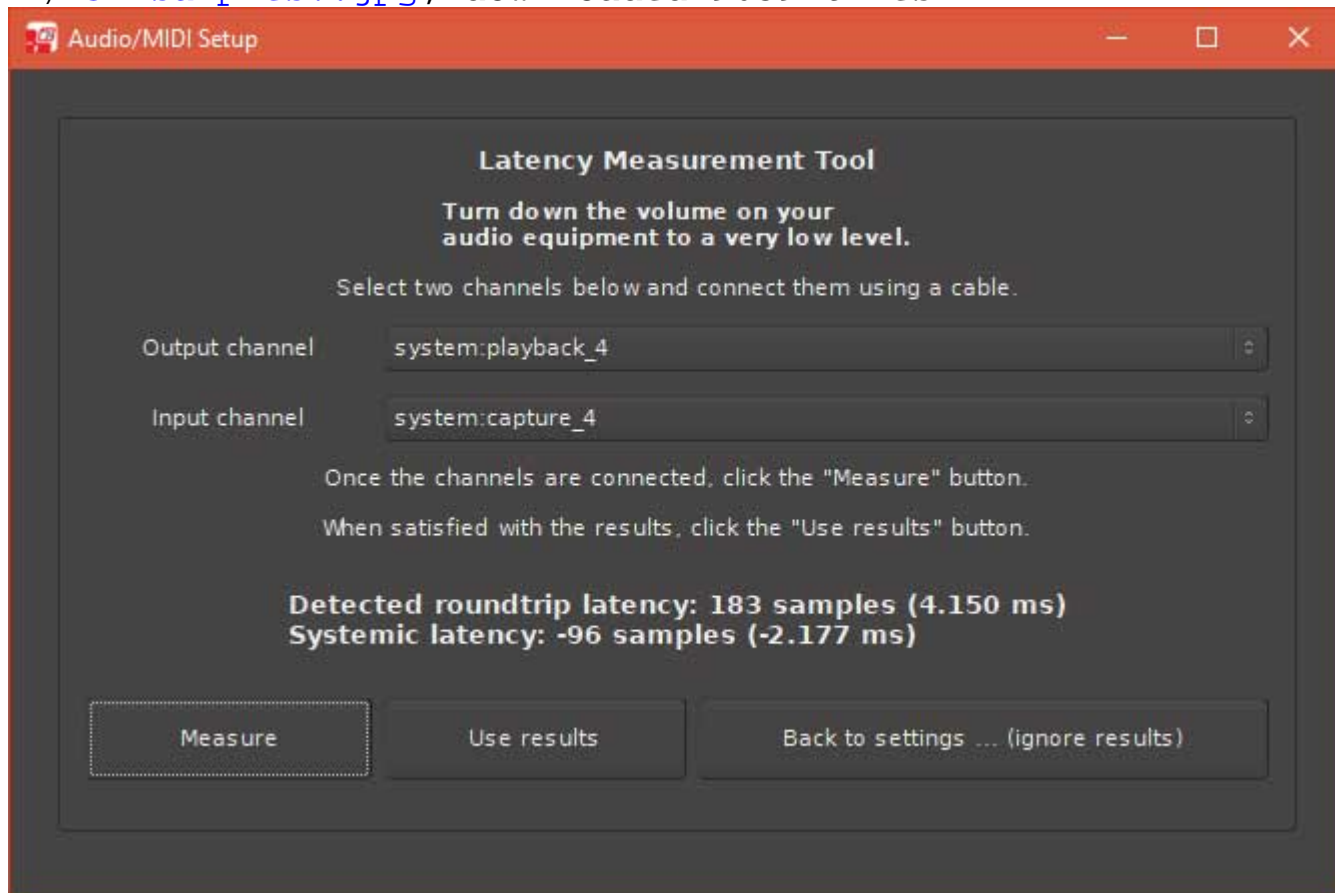 Audio/MIDI Setup
Latency Measurement Tool
Turn down the volume on your
audio equipment to a very low level.
Select two channels below and connect them using a cable.
Output channel system:playback_4
Input channel system:capture_4
Once the channels are connected, click the "Measure" button.
When satisfied with the results, click the "Use results" button.
Detected roundtrip latency: 183 samples (4.150 ms)
Systemic latency: -96 samples (-2.177 ms)
Measure Use results Back to settings ... (ignore results)